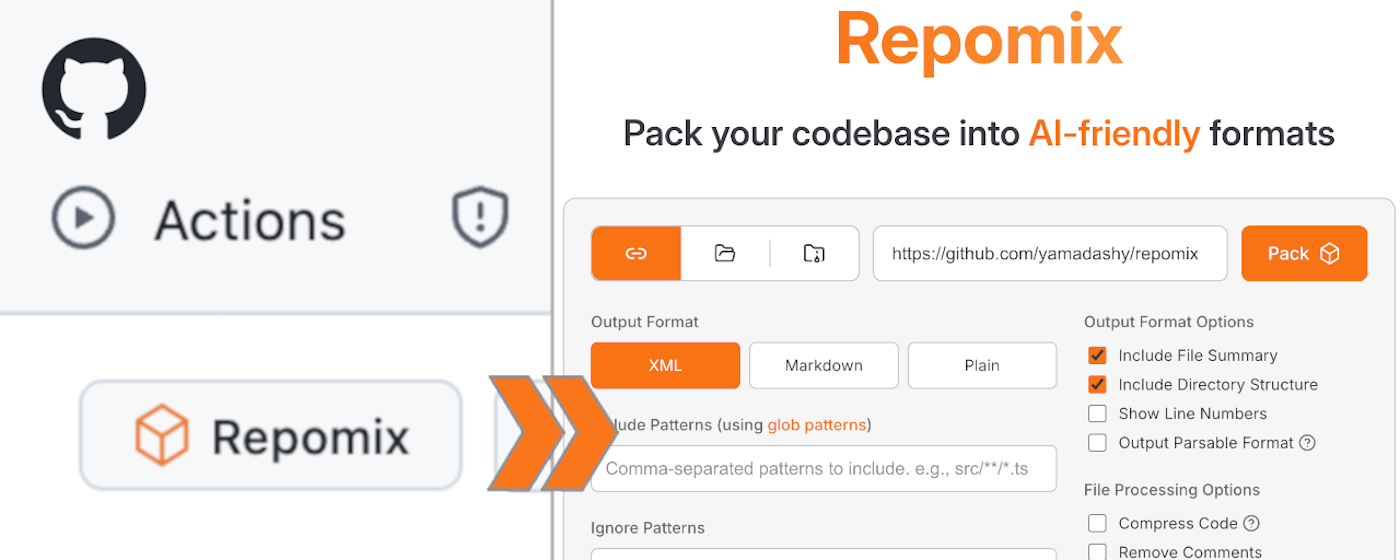 Actions
Repomix
Repomix
Pack your codebase into AI-friendly formats
https://github.com/yamadashy/repomix
Pack
Output Format
XML
Markdown
Plain
Patterns (using glob patterns)
Comma-separated patterns to include. e.g., src/**/*.ts
Ignore Patterns
Output Format Options
Include File Summary
Include Directory Structure
Show Line Numbers
Output Parsable Format
File Processing Options
Compress Code
Remove Comments